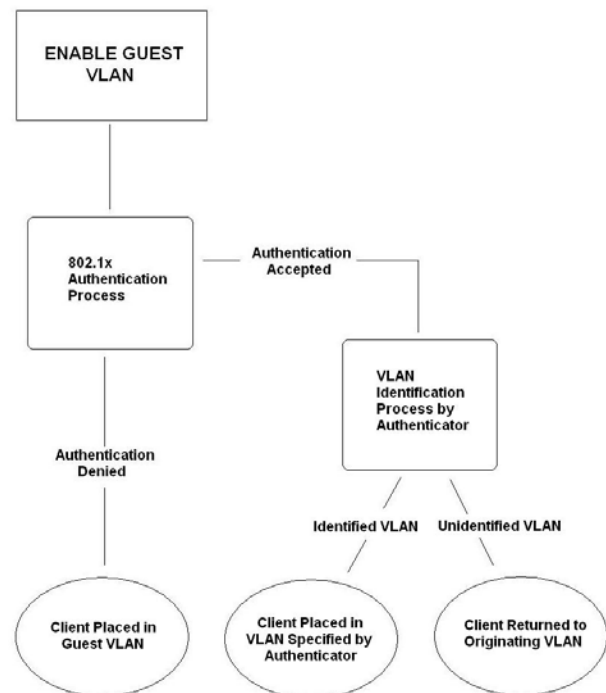 ENABLE GUEST
VLAN
802.1x
Authentication
Process
Authentication
Accepted
VLAN
Identification
Process by
Authenticator
Authentication
Denied
Identified VLAN
Unidentified VLAN
Client Placed in
Guest VLAN
Client Placed in
VLAN Specified by
Authenticator
Client Returned to
Originating VLAN